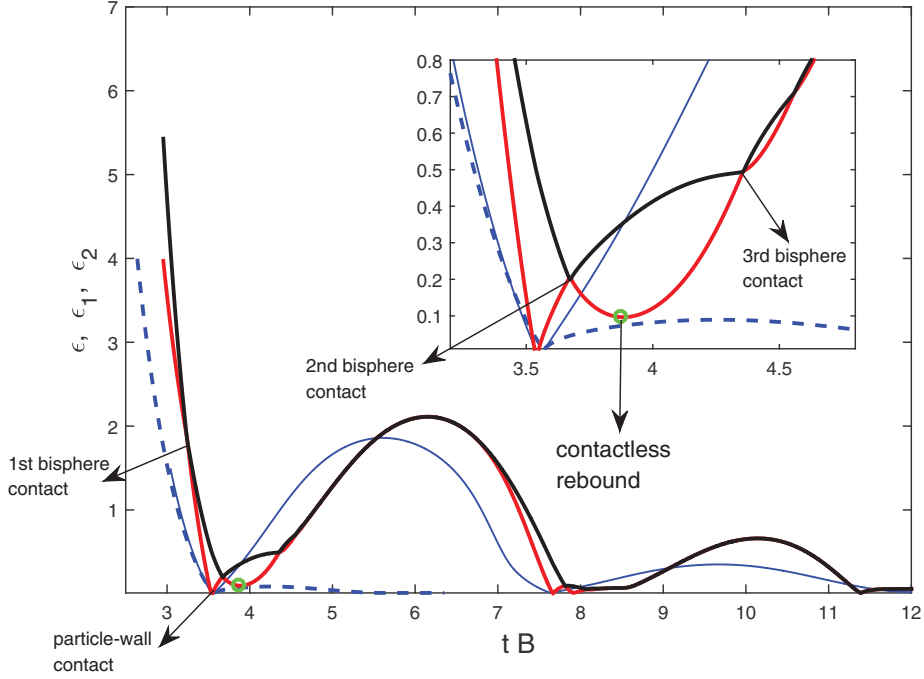 7
6
5
4
3
2
1
ϵ, ϵ₁, ϵ₂
3
4
5
6
7
8
9
10
11
12
t B
0.8
0.7
0.6
0.5
0.4
0.3
0.2
0.1
3.5
4
4.5
1st bisphere
contact
particle-wall
contact
2nd bisphere
contact
3rd bisphere
contact
contactless
rebound